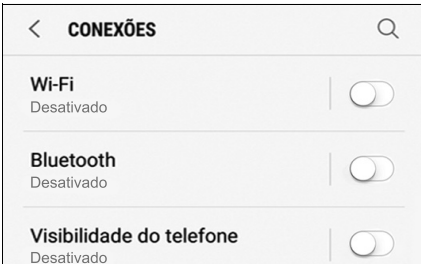 CONEXÕES
Wi-Fi
Desativado
Bluetooth
Desativado
Visibilidade do telefone
Desativado